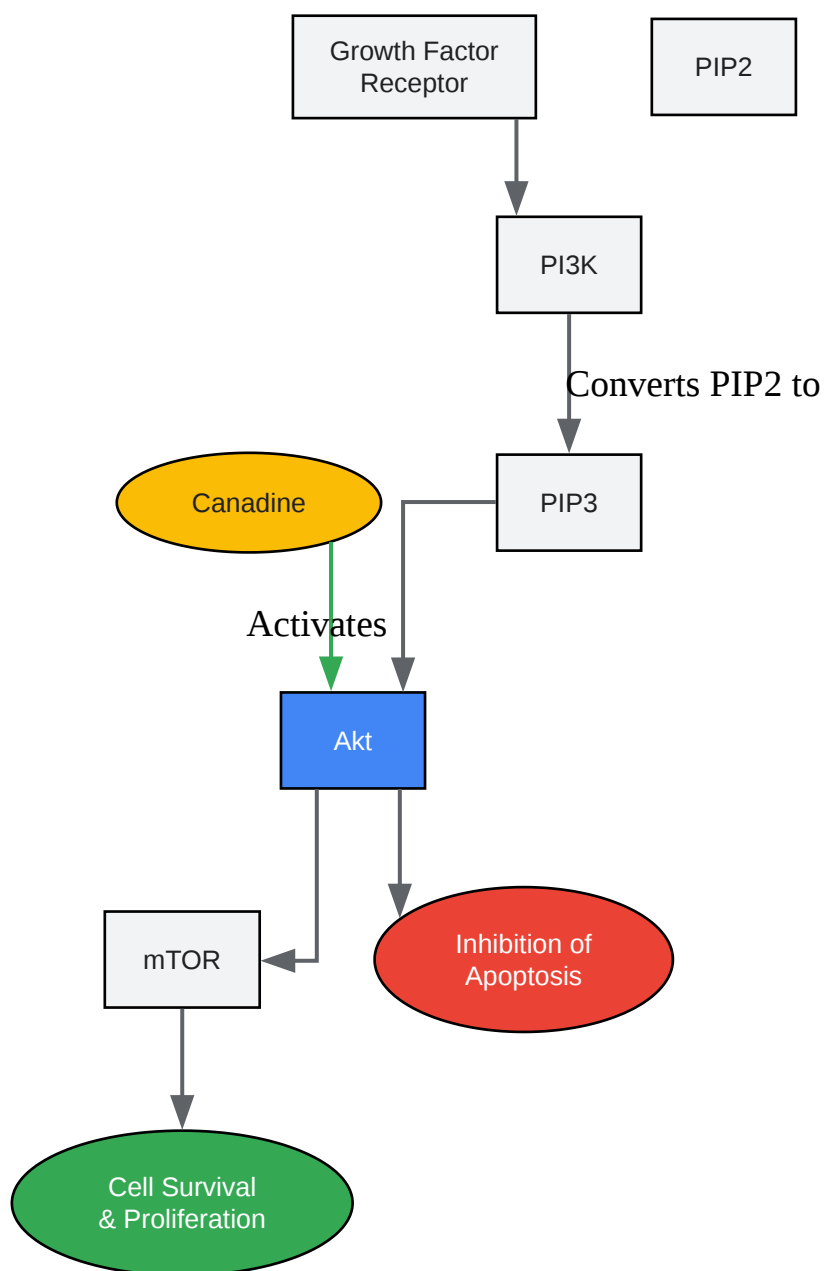 Growth Factor
Receptor
PIP2
PI3K
Converts PIP2 to
Canadine
PIP3
Activates
Akt
Inhibition of
Apoptosis
mTOR
Cell Survival
& Proliferation